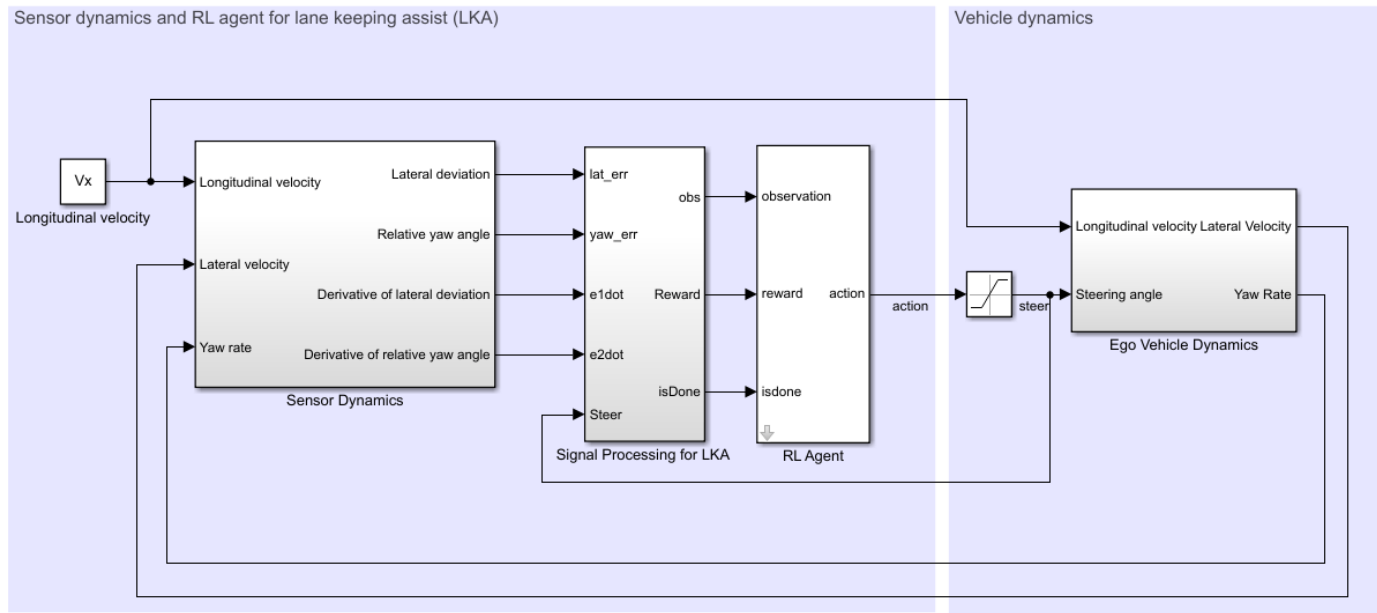 Sensor dynamics and RL agent for lane keeping assist (LKA)
Vehicle dynamics
Vx
Longitudinal velocity
Longitudinal velocity
Lateral velocity
Yaw rate
Lateral deviation
Relative yaw angle
Derivative of lateral deviation
Derivative of relative yaw angle
Sensor Dynamics
lat_err
yaw_err
e1dot
e2dot
Steer
obs
Reward
isDone
Signal Processing for LKA
observation
reward
isdone
action
RL Agent
action
steer
Longitudinal velocity
Steering angle
Lateral Velocity
Yaw Rate
Ego Vehicle Dynamics